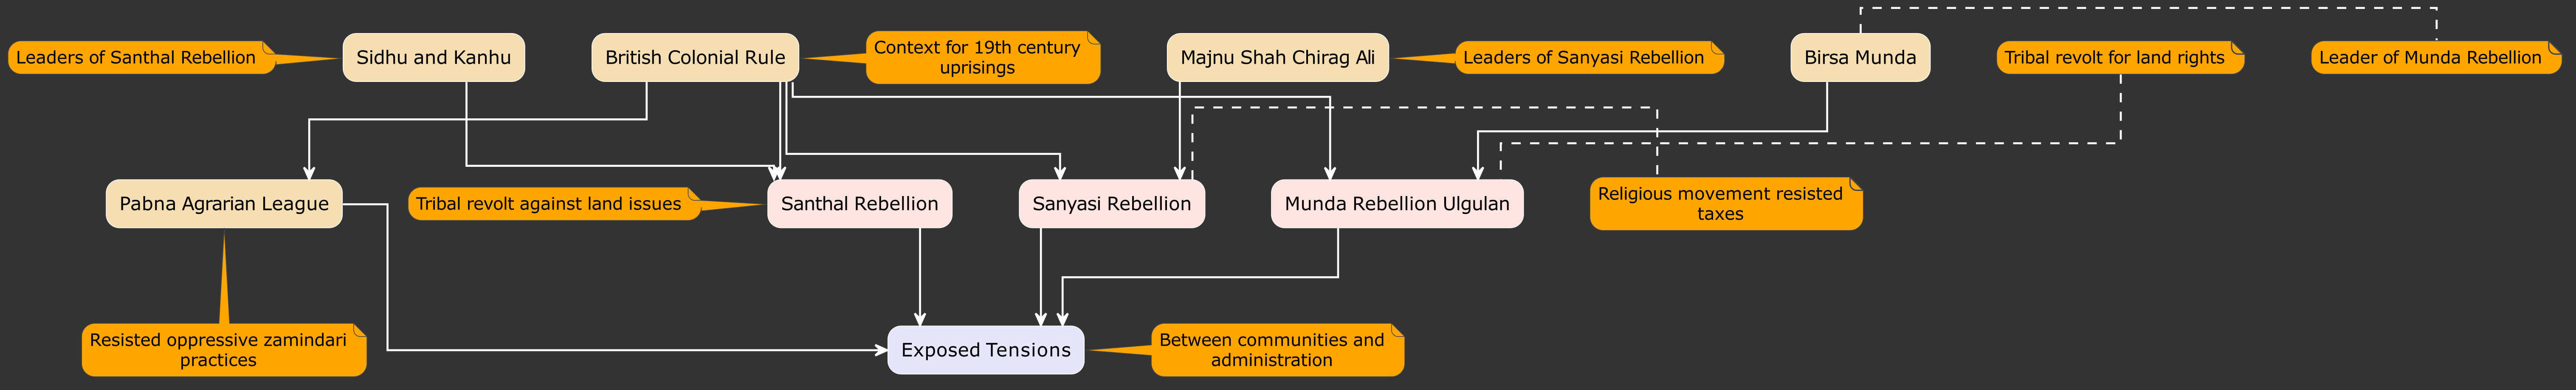 Leaders of Santhal Rebellion
Sidhu and Kanhu
British Colonial Rule
Context for 19th century
uprisings
Majnu Shah Chirag Ali
Leaders of Sanyasi Rebellion
Birsa Munda
Tribal revolt for land rights
Leader of Munda Rebellion
Pabna Agrarian League
Tribal revolt against land issues
Santhal Rebellion
Sanyasi Rebellion
Munda Rebellion Ulgulan
Religious movement resisted
taxes
Resisted oppressive zamindari
practices
Exposed Tensions
Between communities and
administration